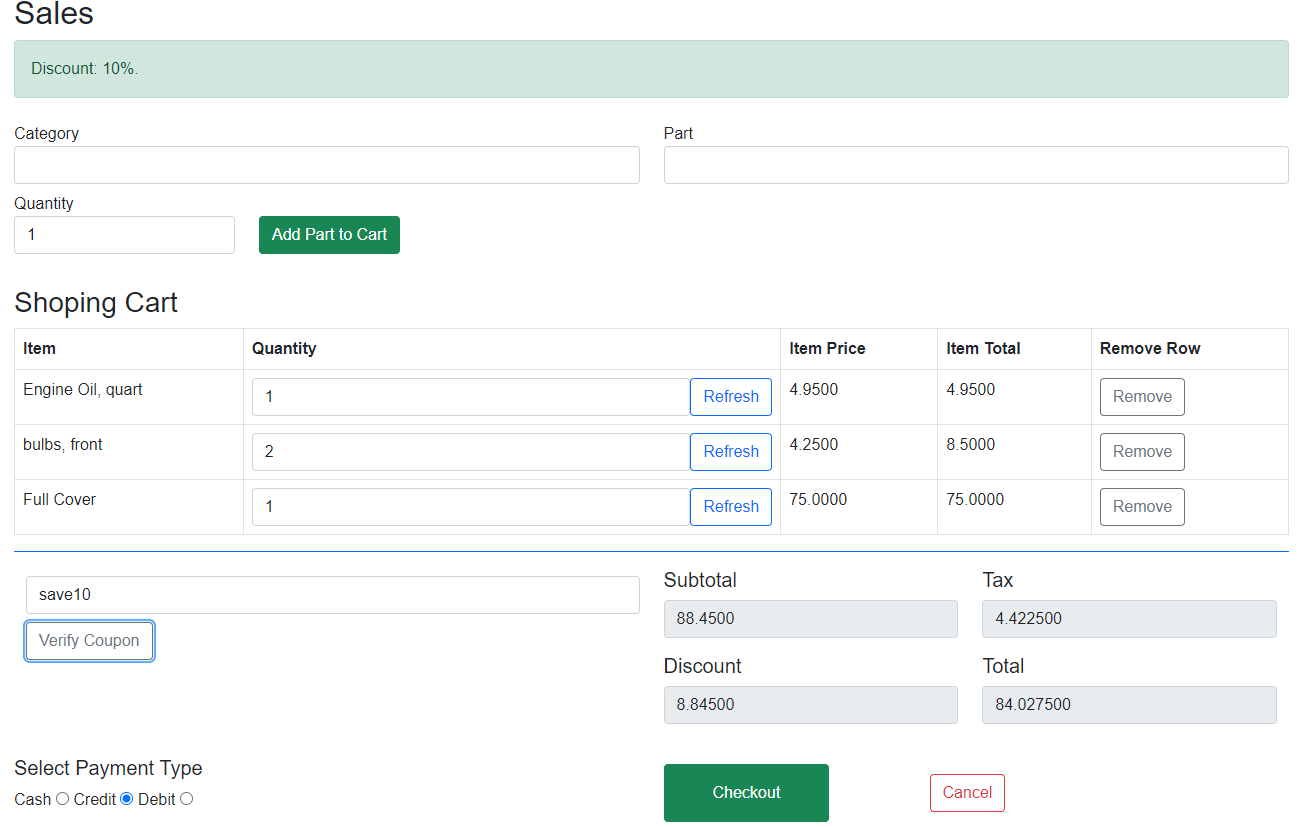 Sales
Discount: 10%.
Category Part
Quantity
1 Add Part to Cart
Shoping Cart
Item Quantity Item Price Item Total Remove Row
Engine Oil, quart 1 Refresh 4.9500 4.9500 Remove
bulbs, front 2 Refresh 4.2500 8.5000 Remove
Full Cover 1 Refresh 75.0000 75.0000 Remove
Subtotal Tax
save10 88.4500 4.422500
Verify Coupon
Discount Total
8.84500 84.027500
Select Payment Type
Cash Credit Debit Checkout Cancel